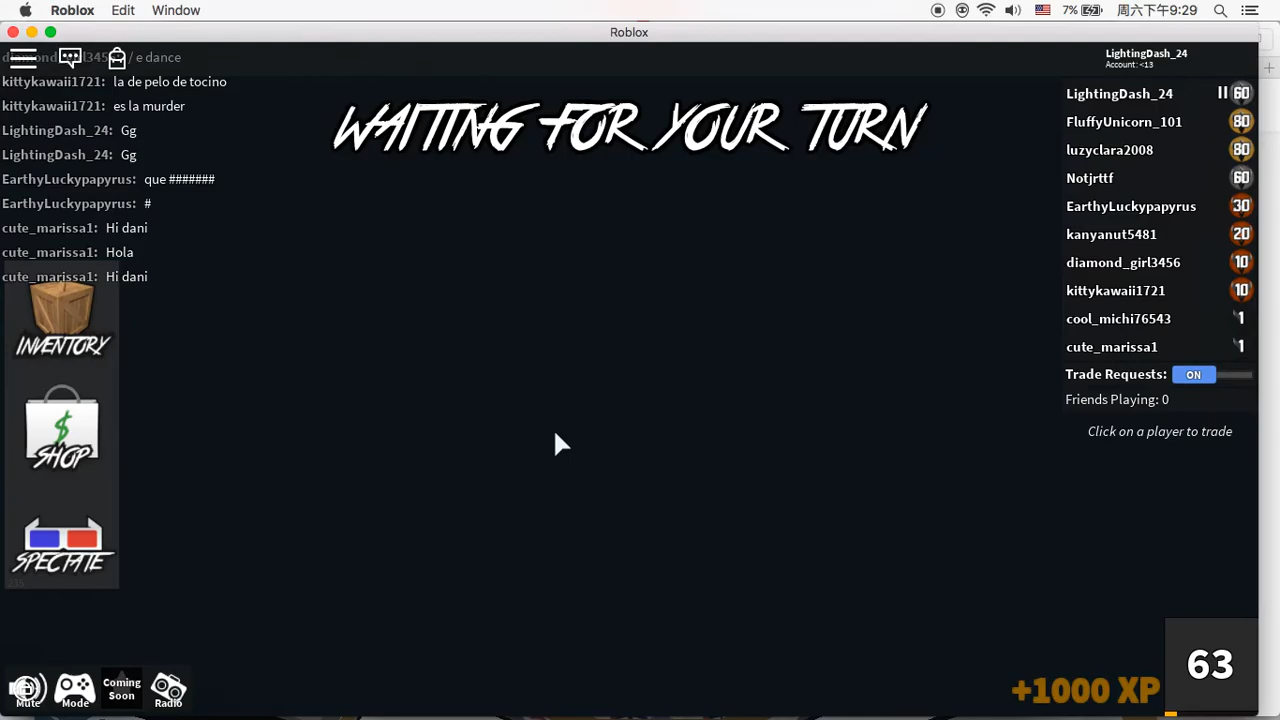 Roblox Edit Window 7% 周六下午9:29
Roblox
/ e dance
kittykawaii1721: la de pelo de tocino
kittykawaii1721: es la murder
LightingDash_24: Gg
LightingDash_24: Gg
EarthyLuckypapyrus: que #######
EarthyLuckypapyrus: #
cute_marissa1: Hi dani
cute_marissa1: Hola
cute_marissa1: Hi dani
WAITING FOR YOUR TURN
LightingDash_24
Account: <13
LightingDash_24 60
FluffyUnicorn_101 80
luzyclara2008 80
Notjrttf 60
EarthyLuckypapyrus 30
kanyanut5481 20
diamond_girl3456 10
kittykawaii1721 10
cool_michi76543 1
cute_marissa1 1
Trade Requests: ON
Friends Playing: 0
Click on a player to trade
INVENTORY
$
SHOP
SPECTATE
235
Mute
Mode
Coming
Soon
Radio
+1000 XP
63